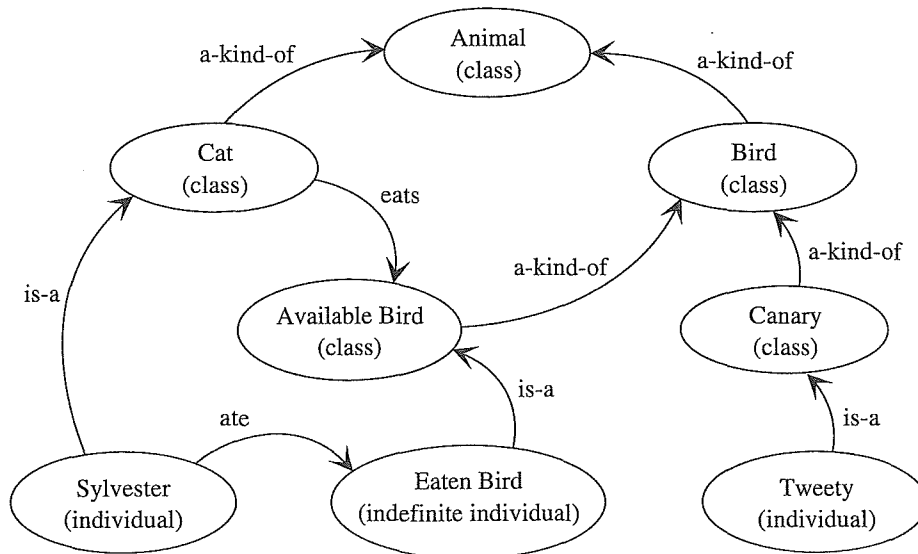 Animal
(class)
a-kind-of
a-kind-of
Cat
(class)
Bird
(class)
eats
a-kind-of
a-kind-of
is-a
Available Bird
(class)
Canary
(class)
is-a
ate
is-a
Sylvester
(individual)
Eaten Bird
(indefinite individual)
Tweety
(individual)